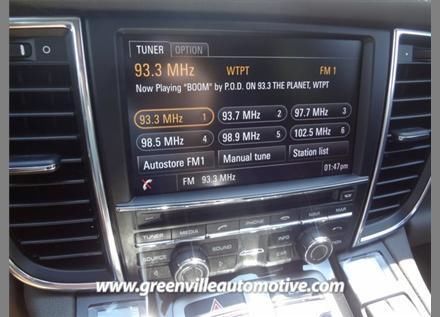 TUNER OPTION
93.3 MHz WTPT FM 1
Now Playing "BOOM" by P.O.D. ON 93.3 THE PLANET, WTPT
93.3 MHz 1 93.7 MHz 2 97.7 MHz 3
98.5 MHz 4 98.9 MHz 5 102.5 MHz 6
Autostore FM1 Manual tune Station list
01:47pm
FM 93.3 MHz
CAR PHONE NAV MAP
TUNER MEDIA
SOUND INFO
www.greenvilleautomotive.com